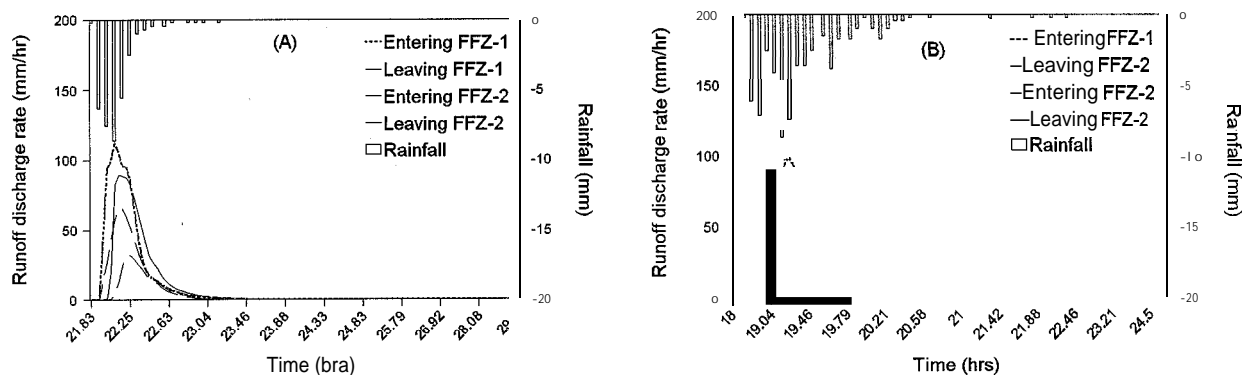 200
150
100
50
0
Runoff discharge rate (mm/hr)
(A)
Entering FFZ-1
Leaving FFZ-1
Entering FFZ-2
Leaving FFZ-2
Rainfall
0
-5
-10
-15
-20
Rainfall (mm)
21.83
22.25
22.63
23.04
23.46
23.88
24.33
24.83
25.79
26.92
28.08
29
Time (bra)
200
150
100
50
o
Runoff discharge rate (mm/hr)
(B)
EnteringFFZ-1
Leaving FFZ-2
Entering FFZ-2
Leaving FFZ-2
Rainfall
o
-5
-1 o
-15
-20
Rainfall (mm)
18
19.04
19.46
19.79
20.21
20.58
21
21.42
21.88
22.46
23.21
24.5
Time (hrs)